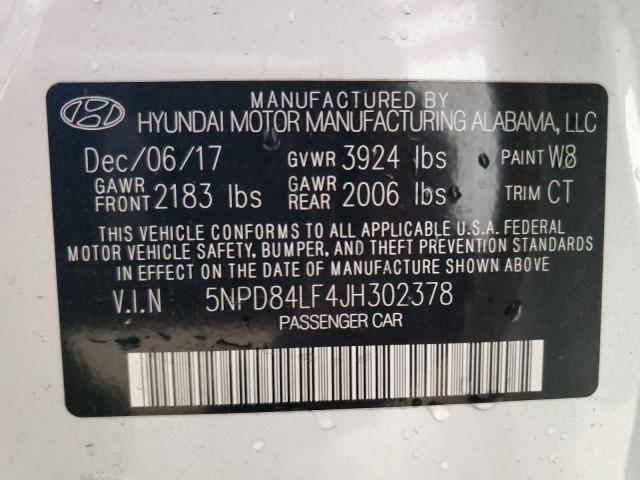 MANUFACTURED BY
HYUNDAI MOTOR MANUFACTURING ALABAMA, LLC
Dec/06/17 GVWR 3924 lbs PAINT W8
GAWR FRONT 2183 lbs GAWR REAR 2006 lbs TRIM CT
THIS VEHICLE CONFORMS TO ALL APPLICABLE U.S.A. FEDERAL
MOTOR VEHICLE SAFETY, BUMPER, AND THEFT PREVENTION STANDARDS
IN EFFECT ON THE DATE OF MANUFACTURE SHOWN ABOVE.
V.I.N 5NPD84LF4JH302378
PASSENGER CAR